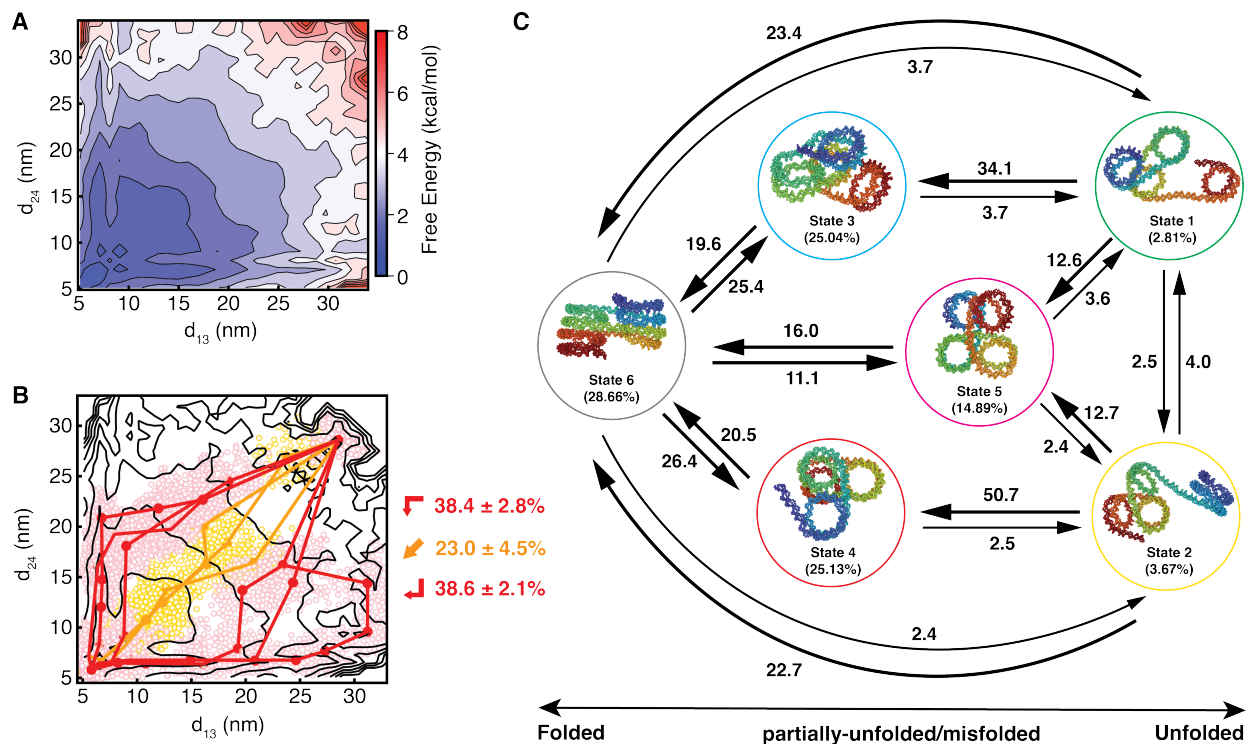 A
30
25
20
15
10
5
d24 (nm)
5 10 15 20 25 30
d13 (nm)
8
6
4
2
0
Free Energy (kcal/mol)
B
30
25
20
15
10
5
d24 (nm)
5 10 15 20 25 30
d13 (nm)
38.4 ± 2.8%
23.0 ± 4.5%
38.6 ± 2.1%
C
23.4
3.7
State 3
(25.04%)
34.1
3.7
State 1
(2.81%)
19.6
25.4
12.6
3.6
State 6
(28.66%)
16.0
11.1
State 5
(14.89%)
2.5
4.0
20.5
26.4
12.7
2.4
State 4
(25.13%)
50.7
2.5
State 2
(3.67%)
2.4
22.7
Folded
partially-unfolded/misfolded
Unfolded